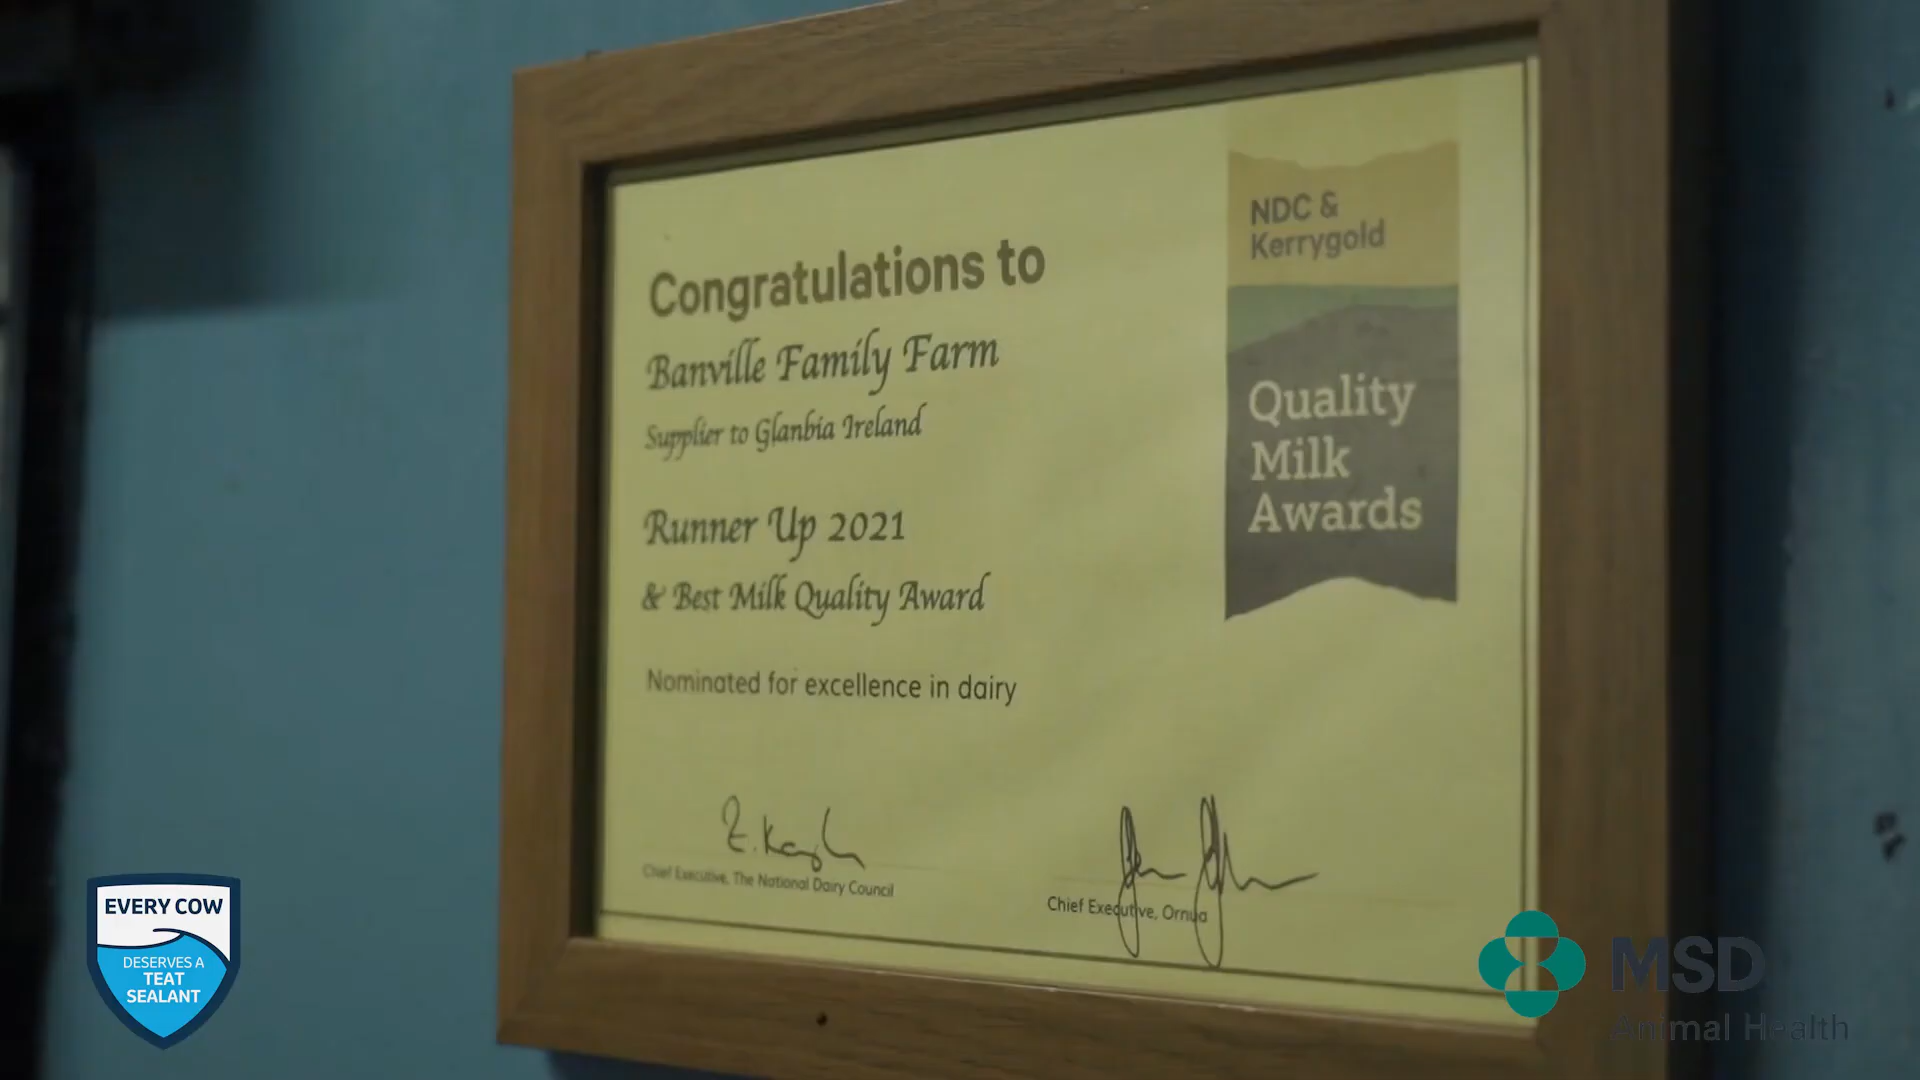 Congratulations to
Banville Family Farm
Supplier to Glanbia Ireland
Runner Up 2021
& Best Milk Quality Award
Nominated for excellence in dairy
Chief Executive, The National Dairy Council
Chief Executive, Ornua
NDC &
Kerrygold
Quality
Milk
Awards
EVERY COW
DESERVES A
TEAT
SEALANT
MSD
Animal Health